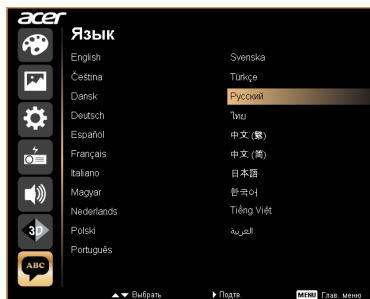 acer
Язык
English
Čeština
Dansk
Deutsch
Español
Français
Italiano
Magyar
Nederlands
Polski
Português
Svenska
Türkçe
Русский
ไทย
中文 (繁)
中文 (简)
日本語
한국어
Tiếng Việt
العربية
3D
ABC
▲▼ Выбрать
▶ Подтв.
MENU Глав. меню